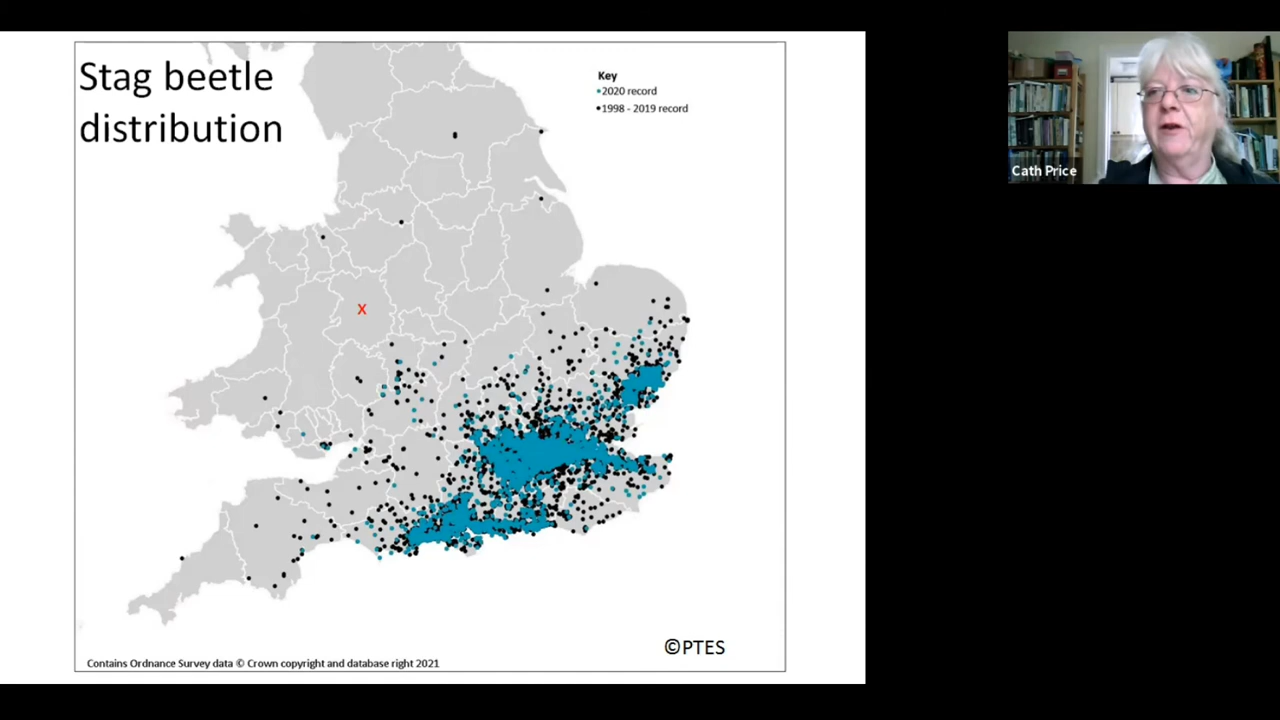 Stag beetle
distribution
Key
2020 record
1998 - 2019 record
x
©PTES
Contains Ordnance Survey data © Crown copyright and database right 2021
Cath Price